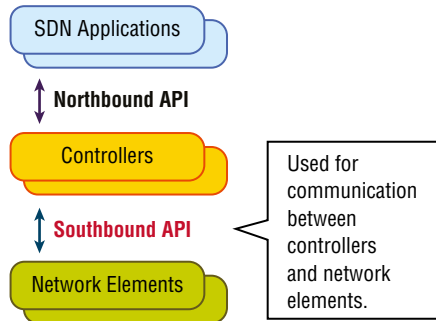 SDN Applications
Northbound API
Controllers
Southbound API
Network Elements
Used for
communication
between
controllers
and network
elements.